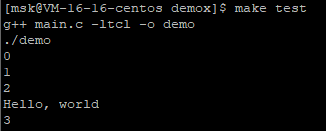 [msk@VM-16-16-centos demox]$ make test
g++ main.c -ltcl -o demo
./demo
0
1
2
Hello, world
3